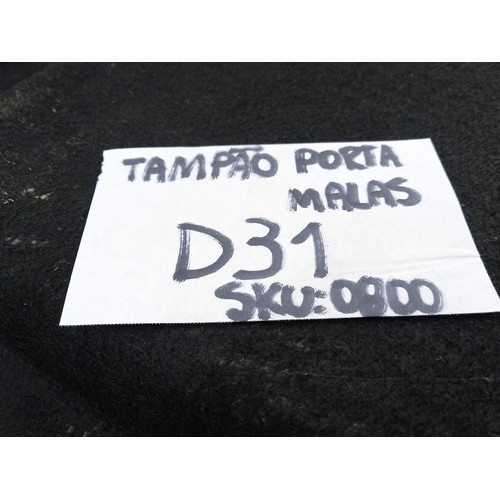 TAMPÃO PORTA
MALAS
D31
SKU:0800